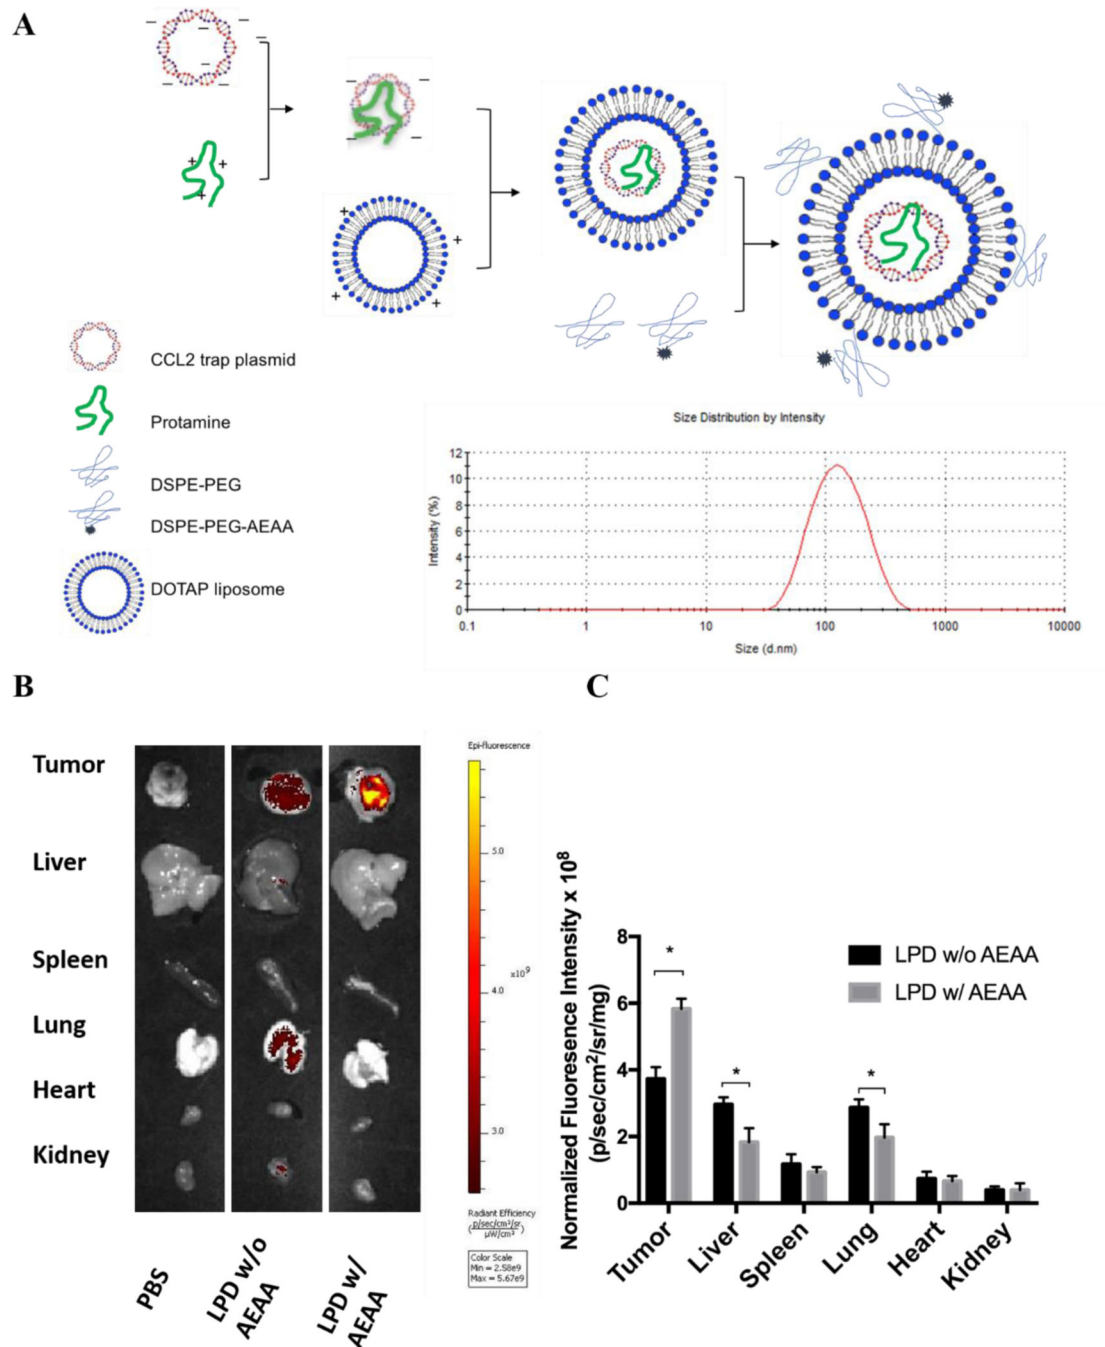 A
CCL2 trap plasmid
Protamine
DSPE-PEG
DSPE-PEG-AEAA
DOTAP liposome
Size Distribution by Intensity
Intensity (%)
12
10
8
6
4
2
0
0.1 1 10 100 1000 10000
Size (d.nm)
B
Tumor
Liver
Spleen
Lung
Heart
Kidney
PBS
LPD w/o
AEAA
LPD w/
AEAA
Epi-fluorescence
5.0
x10⁹
4.0
3.0
Radiant Efficiency
Color Scale
Min = 2.58e9
Max = 5.67e9
C
Normalized Fluoresence Intensity x 10⁸
(p/sec/cm²/sr/mg)
8
6
4
2
0
* * *
LPD w/o AEAA
LPD w/ AEAA
Tumor
Liver
Spleen
Lung
Heart
Kidney